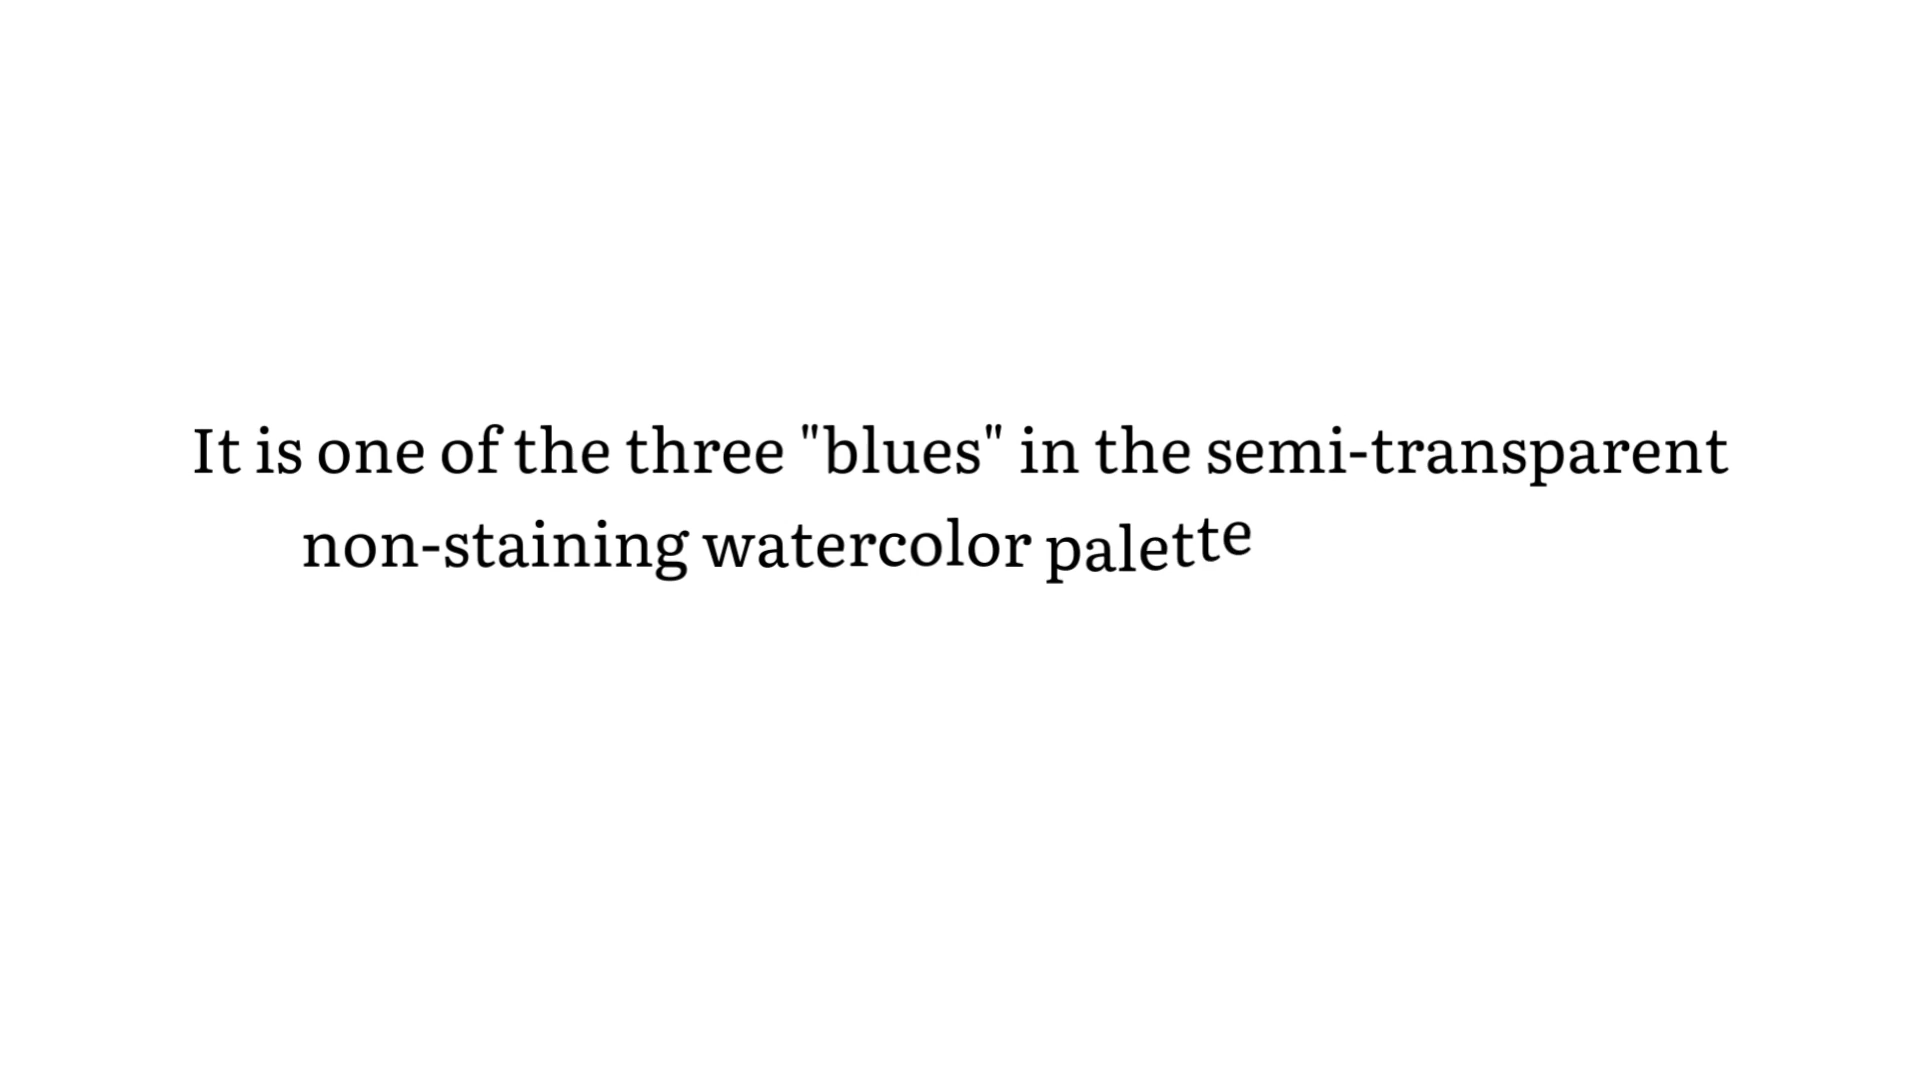 It is one of the three "blues" in the semi-transparent
non-staining watercolor palette